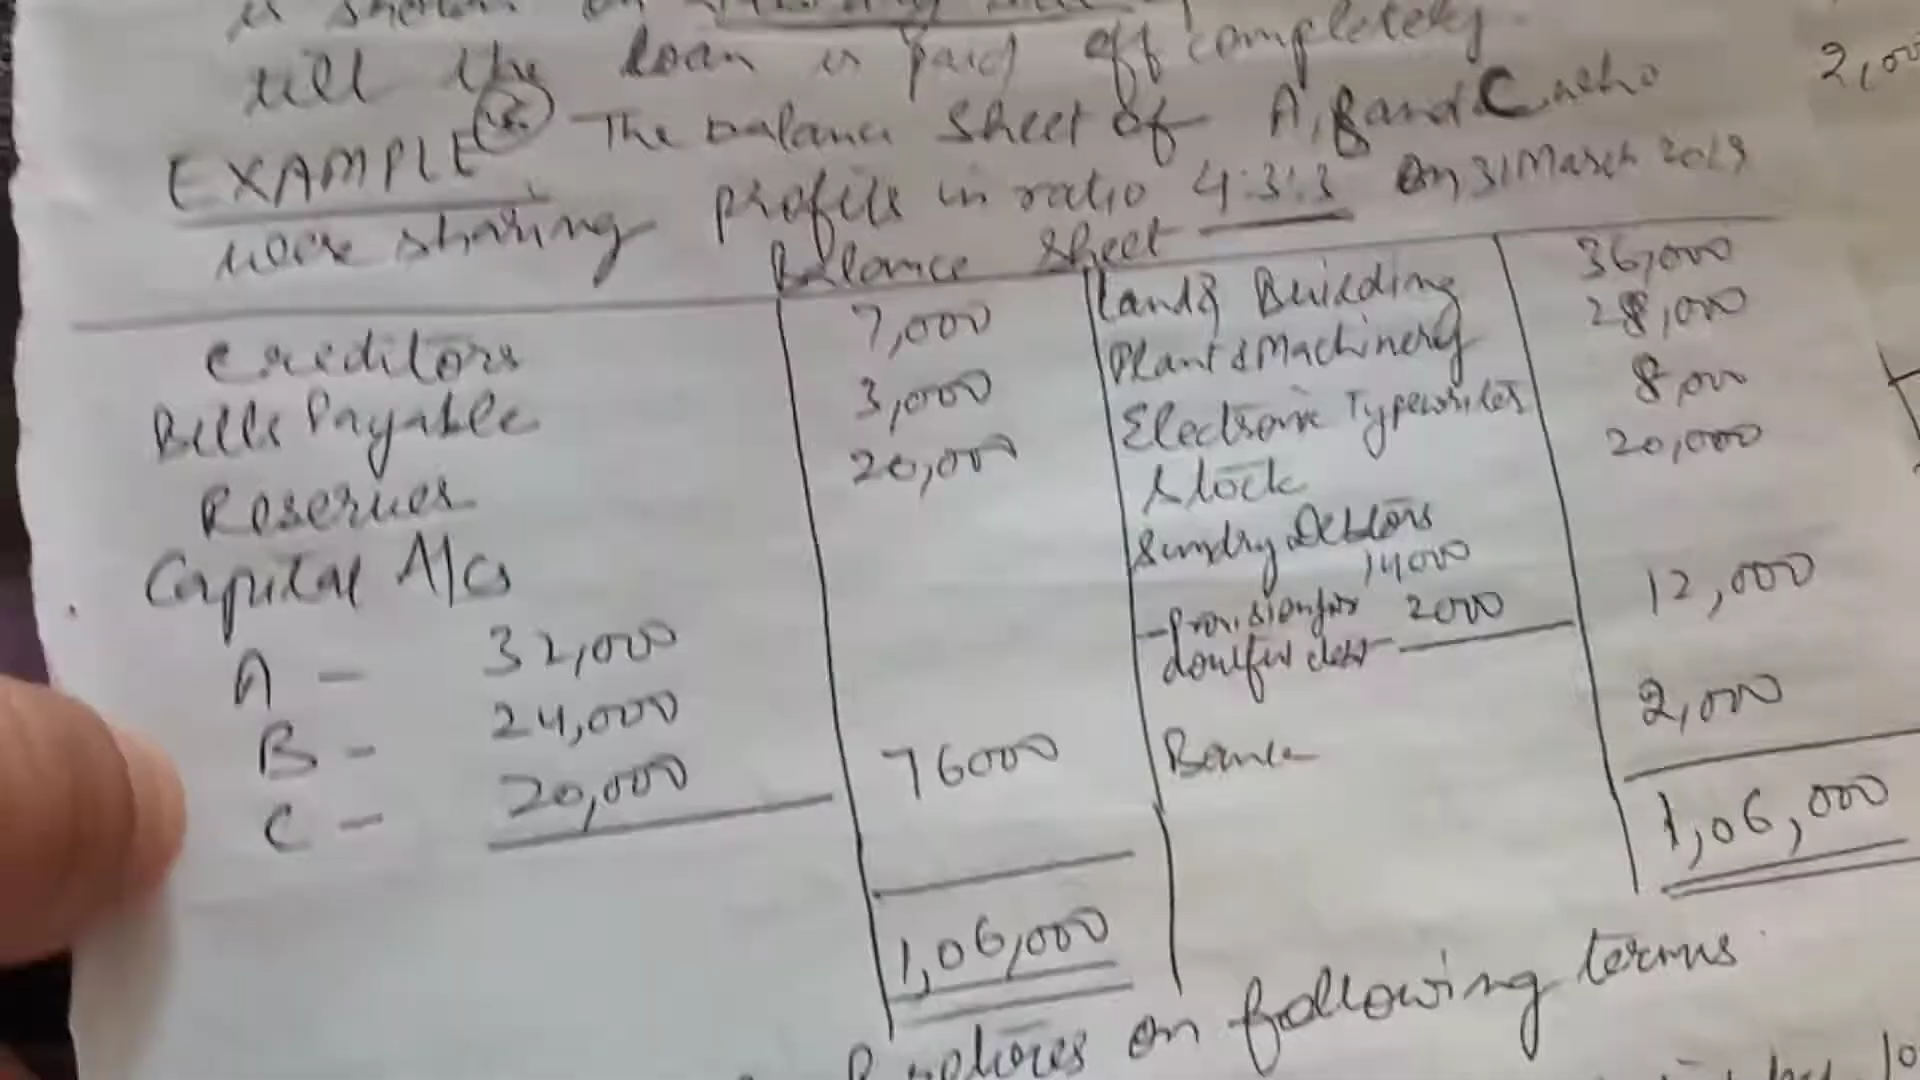 till the loan is paid off completely
2,000
EXAMPLE The balance sheet of A, B and C who
were sharing profits in ratio 4:3:3 on 31 March 2019
Balance Sheet
Creditors 7,000 Land & Building 36,000
Bills Payable 3,000 Plant & Machinery 28,000
Reserves 20,000 Electronic Typewriter 8,000
Capital A/Cs Stock 20,000
Sundry Debtors
14000
A - 32,000 - Provision for 2000 12,000
B - 24,000 doulful debt
C - 20,000 76000 Bank 2,000
1,06,000 1,06,000
B retires on following terms